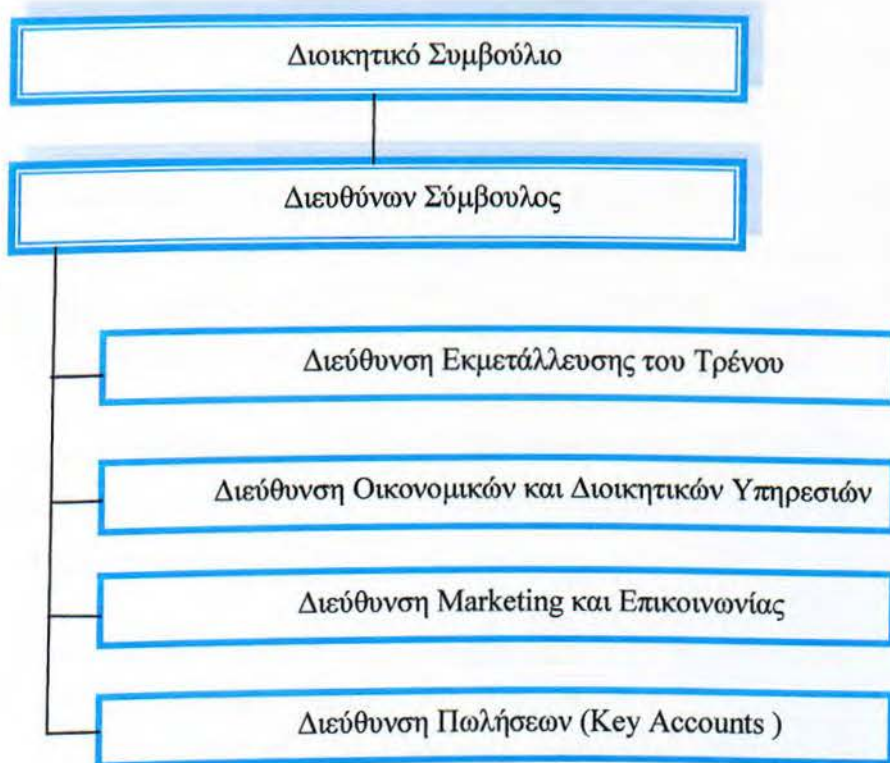 Διοικητικό Συμβούλιο
Διευθύνων Σύμβουλος
Διεύθυνση Εκμετάλλευσης του Τρένου
Διεύθυνση Οικονομικών και Διοικητικών Υπηρεσιών
Διεύθυνση Marketing και Επικοινωνίας
Διεύθυνση Πωλήσεων (Key Accounts )